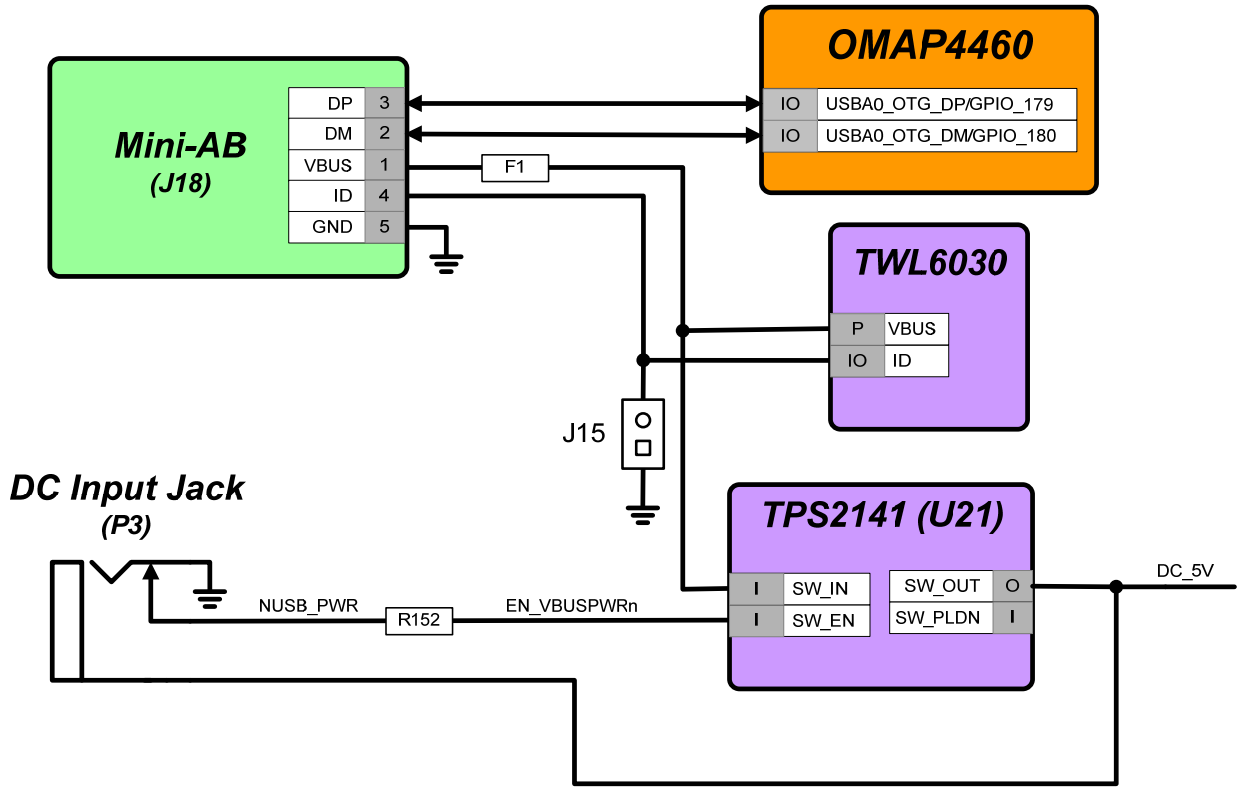 OMAP4460
IO USBA0_OTG_DP/GPIO_179
IO USBA0_OTG_DM/GPIO_180
Mini-AB
(J18)
DP 3
DM 2
VBUS 1
ID 4
GND 5
F1
TWL6030
P VBUS
IO ID
J15
DC Input Jack
(P3)
TPS2141 (U21)
I SW_IN
I SW_EN
SW_OUT O
SW_PLDN I
DC_5V
NUSB_PWR
R152
EN_VBUSPWRn